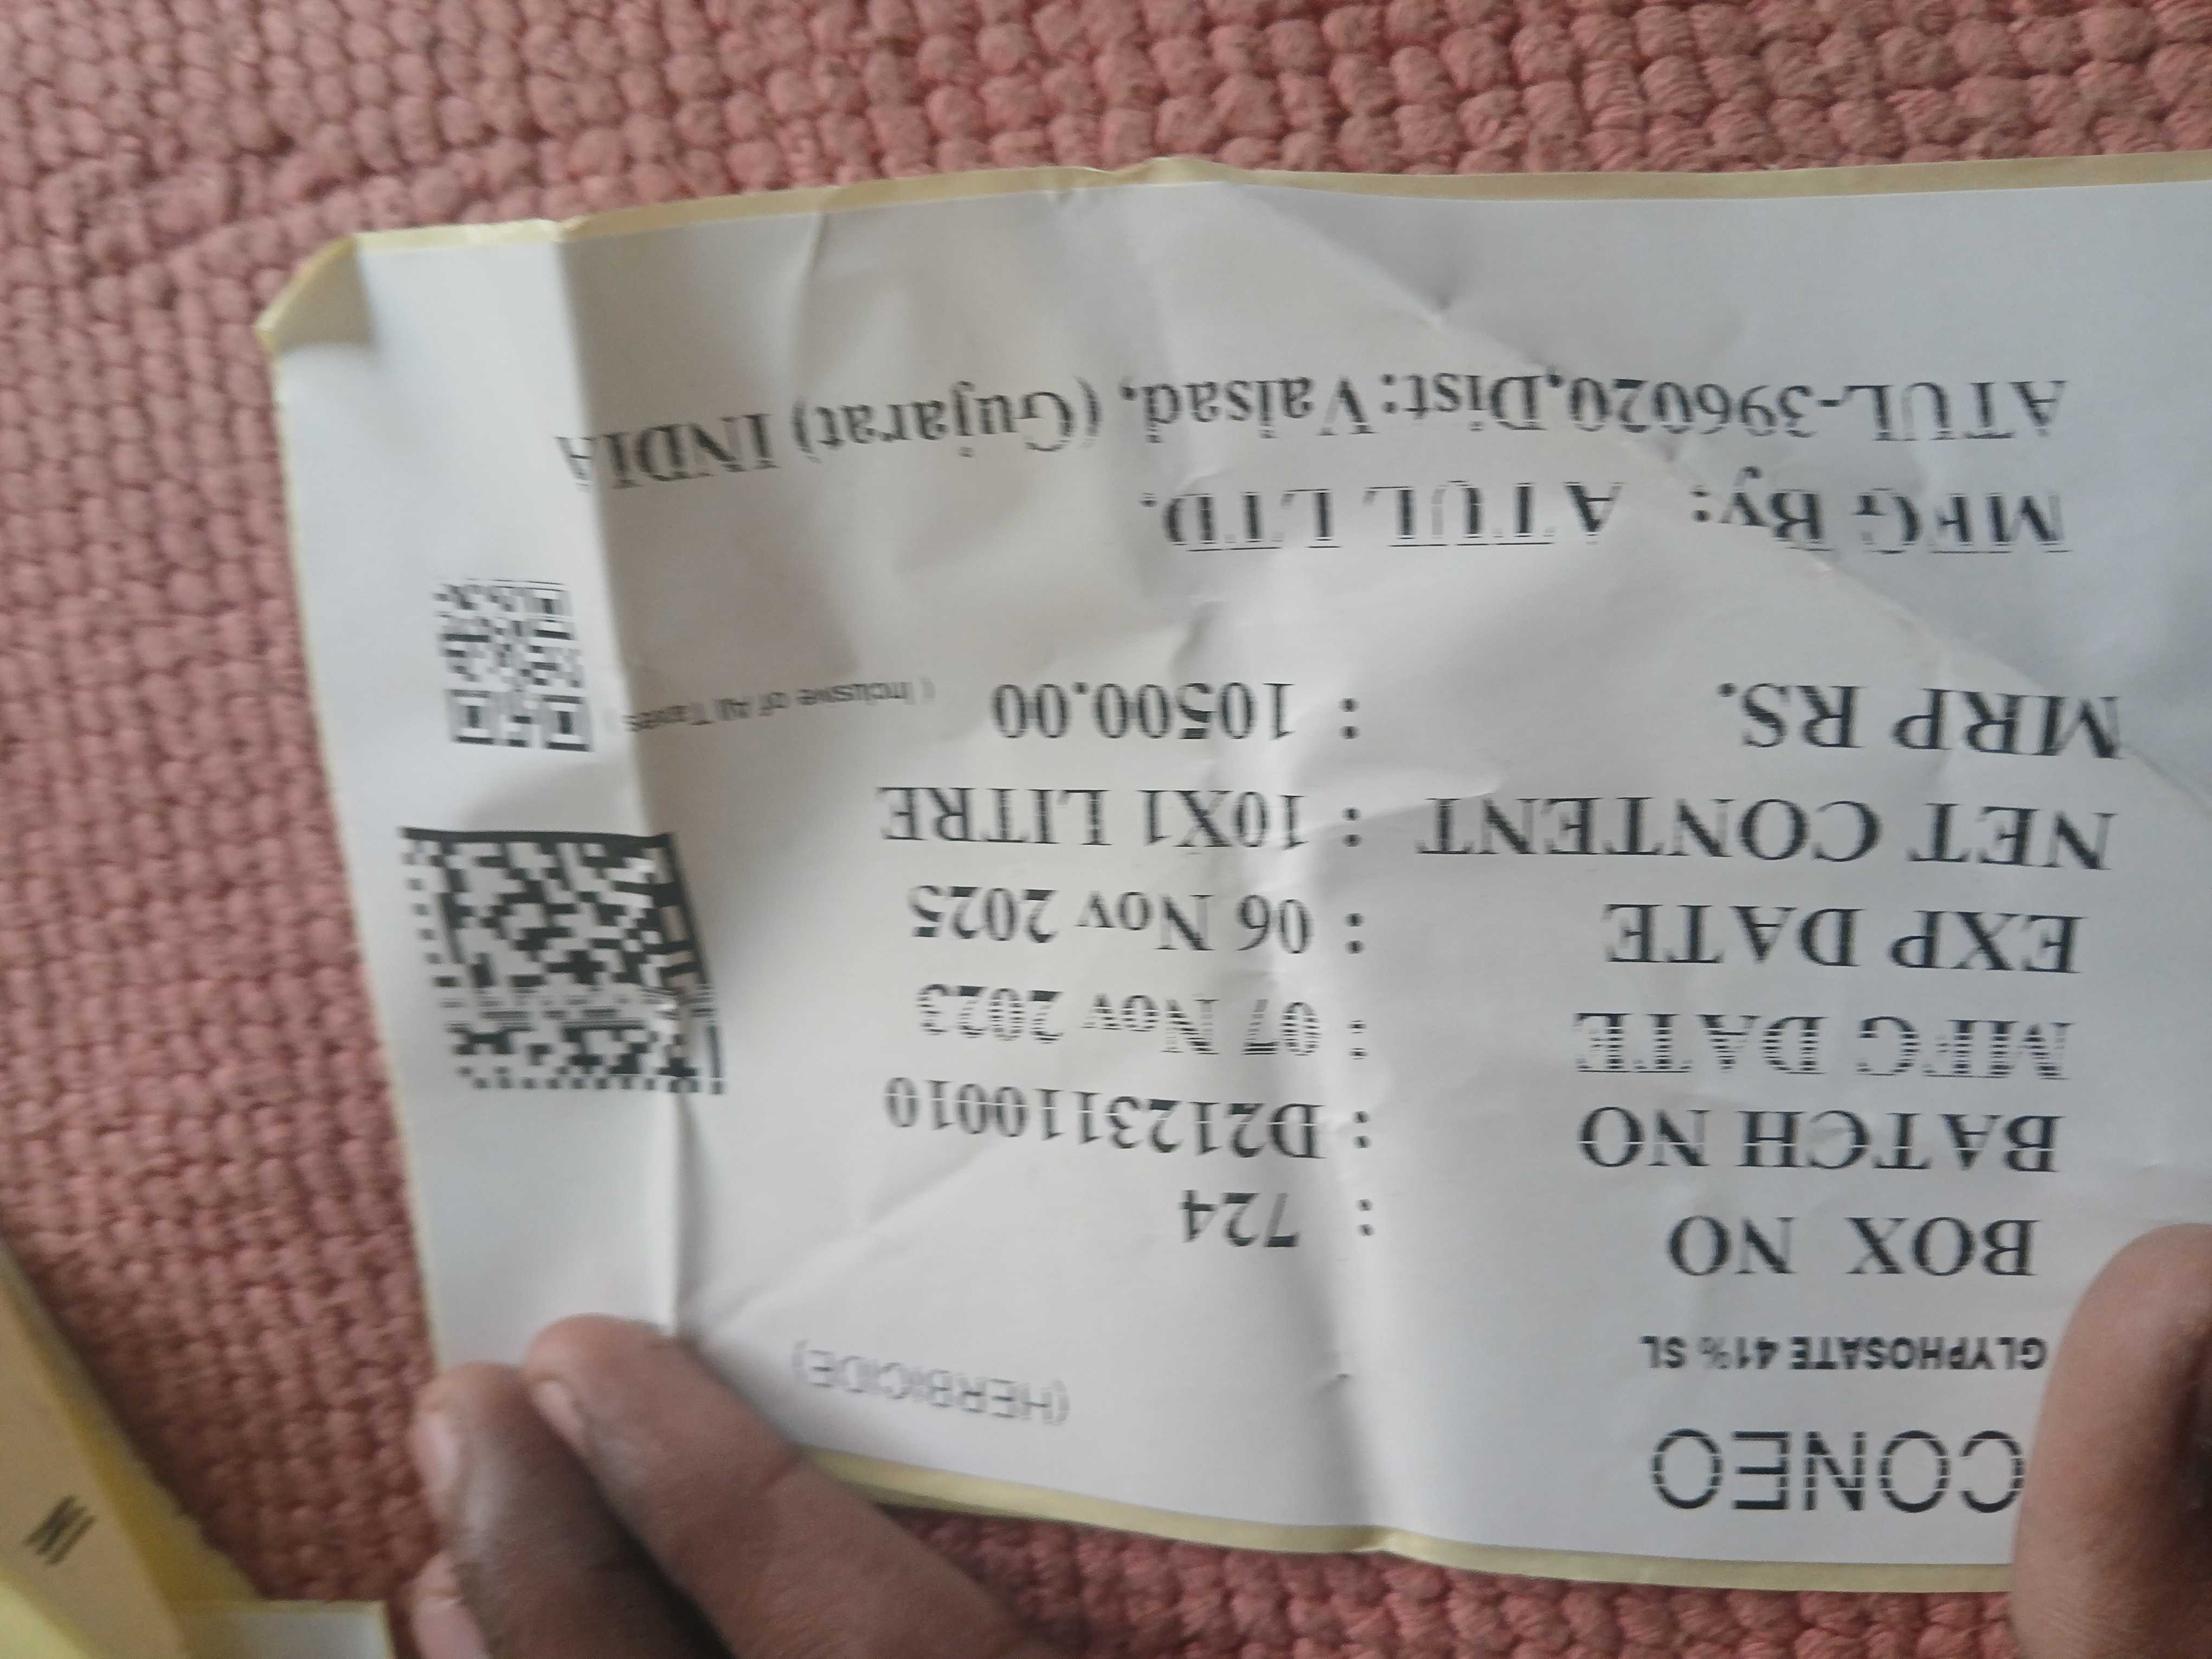 CONEO
GLYPHOSATE 41% SL (HERBICIDE)
BOX NO : 724
BATCH NO : D2123110010
MFG DATE : 07 Nov 2023
EXP DATE : 06 Nov 2025
NET CONTENT : 10X1 LITRE
MRP RS. : 10500.00 ( Inclusive of All Taxes )
MFG By: ATUL LTD.
ATUL-396020,Dist:Valsad, (Gujarat) INDIA